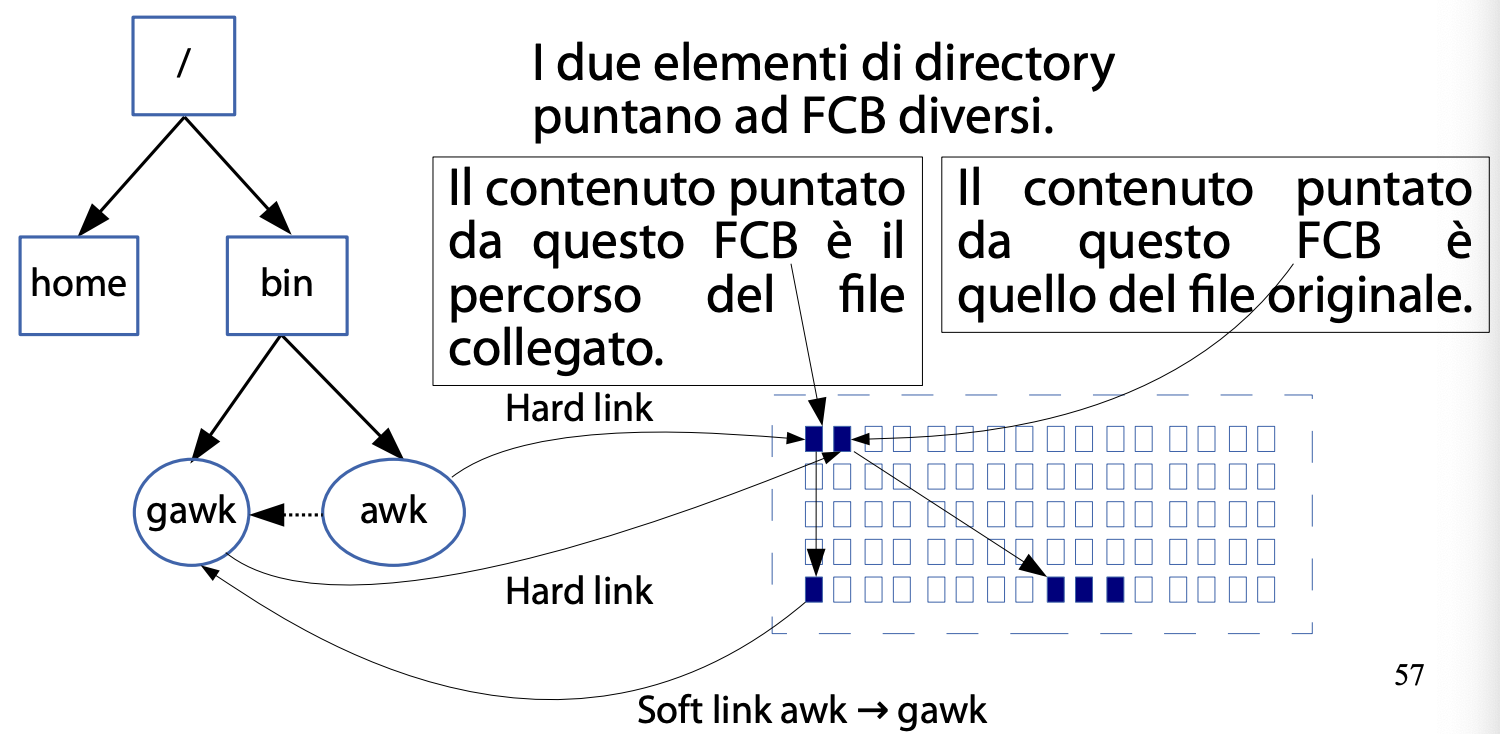 /
I due elementi di directory
puntano ad FCB diversi.
Il contenuto puntato
da questo FCB è il
percorso del file
collegato.
Il contenuto puntato
da questo FCB è
quello del file originale.
home
bin
Hard link
gawk
awk
Hard link
57
Soft link awk → gawk